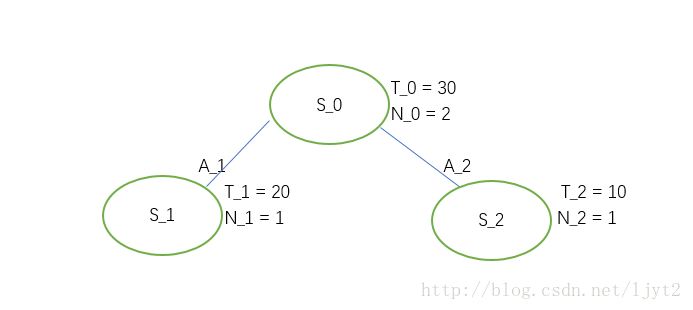 S_0
T_0 = 30
N_0 = 2
A_1
A_2
S_1
T_1 = 20
N_1 = 1
S_2
T_2 = 10
N_2 = 1
http://blog.csdn.net/ljyt2